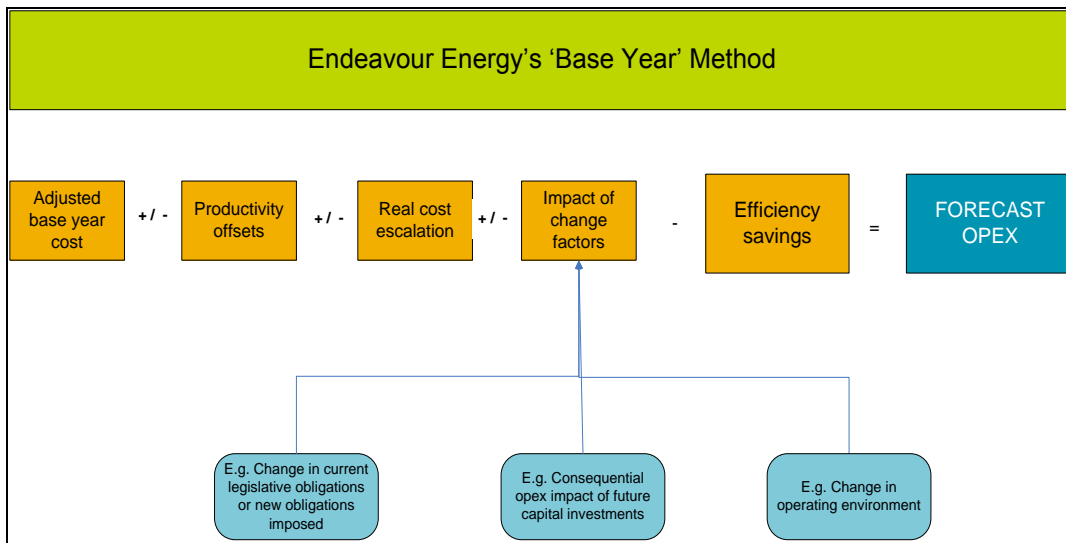 Endeavour Energy's 'Base Year' Method
Adjusted
base year
cost
+ / -
Productivity
offsets
+ / -
Real cost
escalation
+ / -
Impact of
change
factors
-
Efficiency
savings
=
FORECAST
OPEX
E.g. Change in current
legislative obligations
or new obligations
imposed
E.g. Consequential
opex impact of future
capital investments
E.g. Change in
operating environment